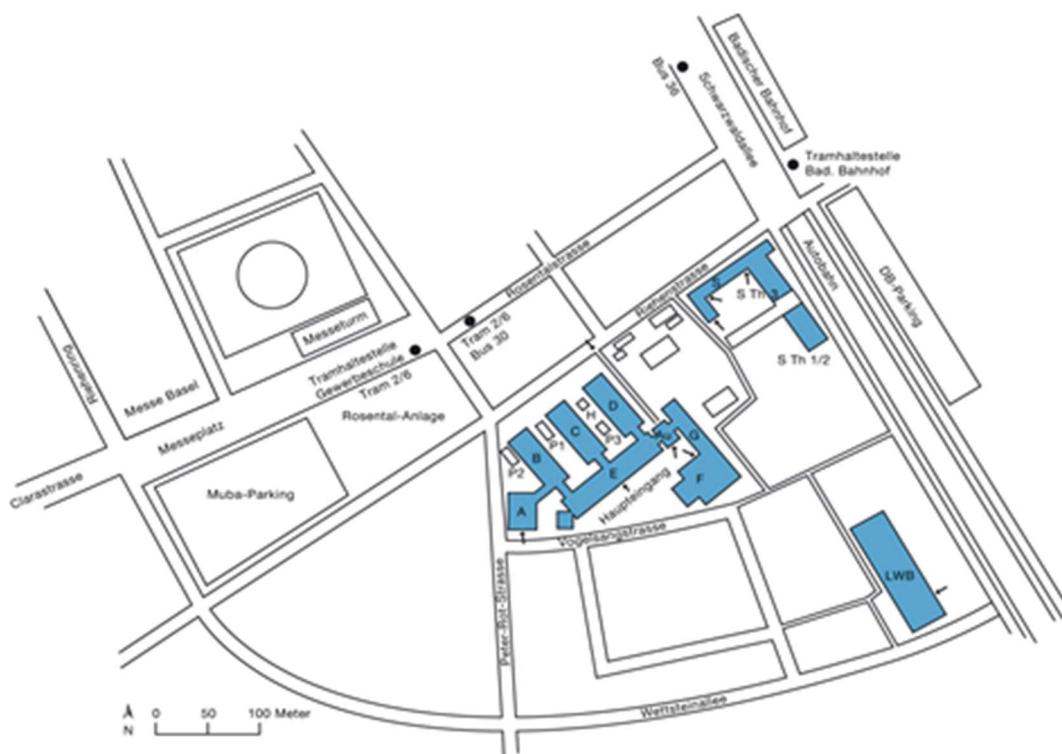 Badischer Bahnhof
Bus 36
Schwarzwaldallee
Tramhaltestelle
Bad. Bahnhof
Autobahn
DB-Parking
Rosentalstrasse
Riehenstrasse
S
S Th 3
S Th 1/2
Messeturm
Tram 2/6
Bus 30
Tramhaltestelle
Gewerbeschule
Tram 2/6
Riehenring
Messe Basel
Rosental-Anlage
Messeplatz
Clarastrasse
Muba-Parking
D
H
C
P1
P3
B
P2
A
E
G
F
Haupteingang
Vogelsangstrasse
LWB
Peter-Rot-Strasse
Wettsteinallee
N
0 50 100 Meter